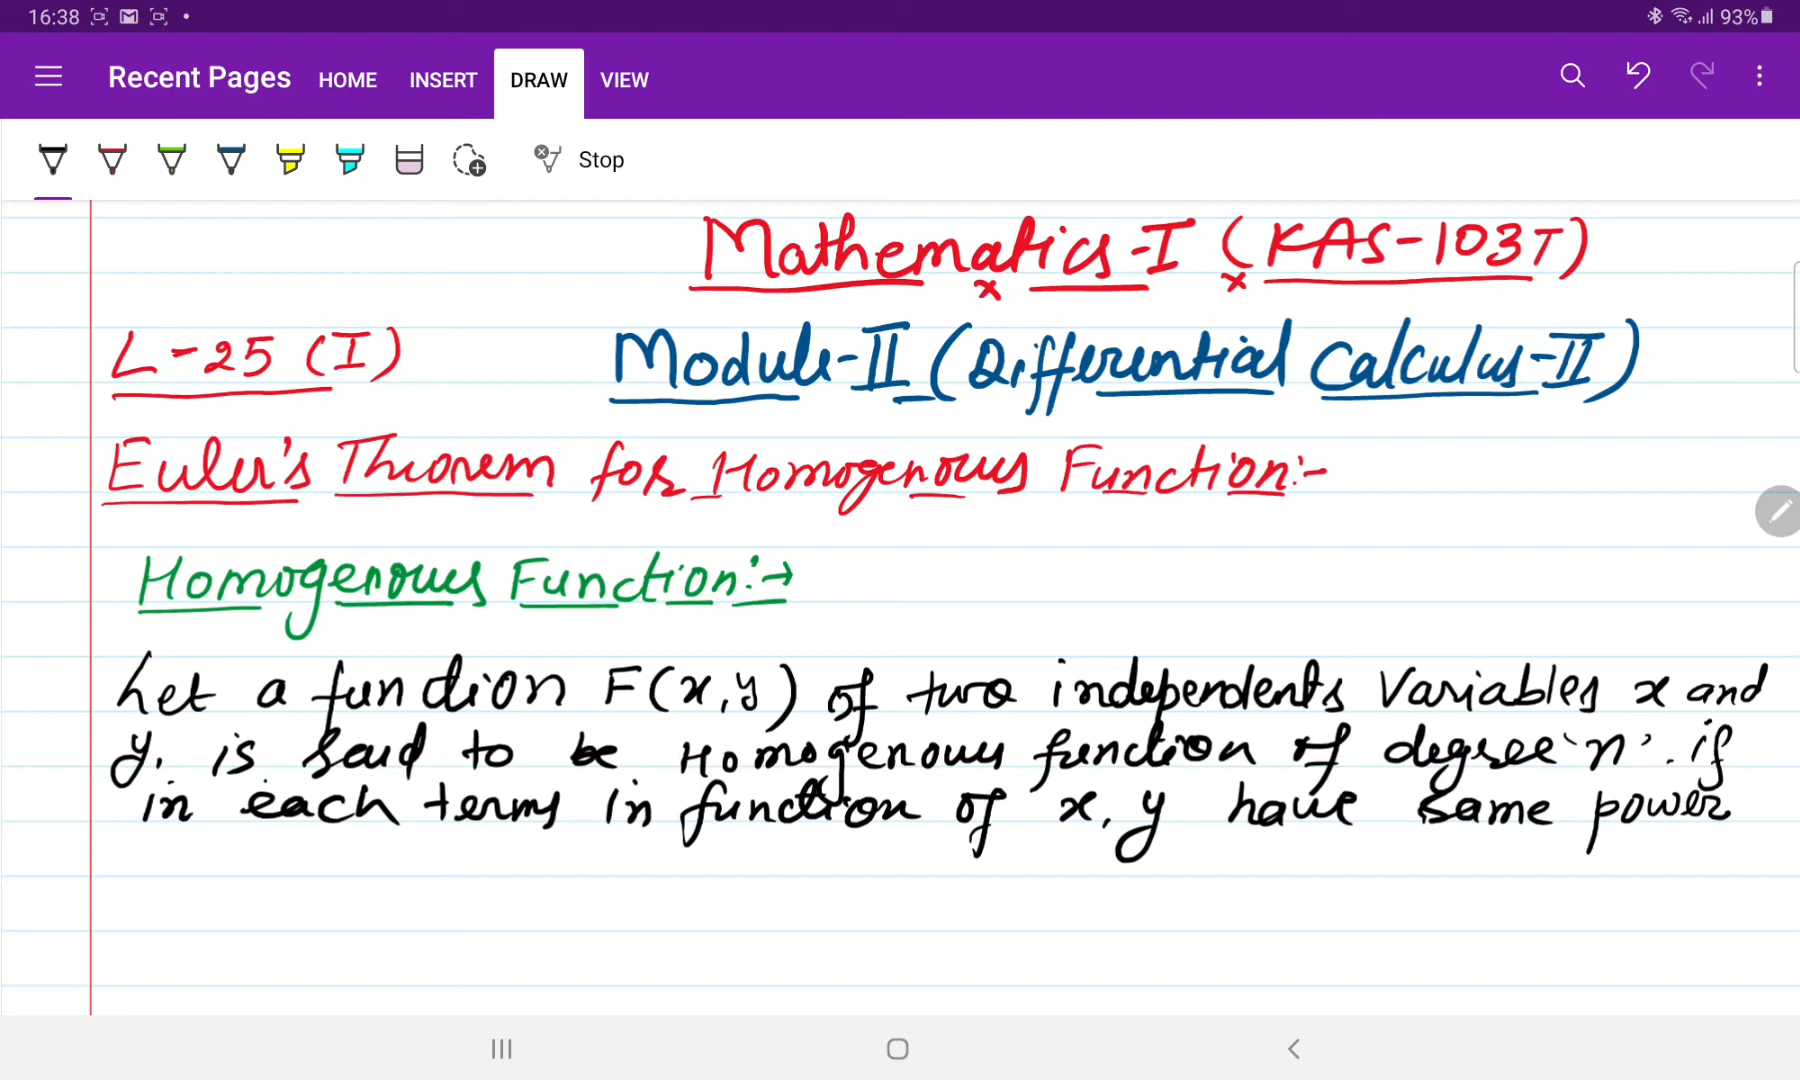 16:38 93%
Recent Pages HOME INSERT DRAW VIEW
Stop
Mathematics-I (KAS-103T)
x x
L-25 (I) Module-II (Differential Calculus-II)
Euler's Theorem for Homogenous Function:-
Homogenous Function:→
Let a function F(x,y) of two independents Variables x and
y. is said to be Homogenous function of degree 'n'. if
in each terms in function of x, y have same power